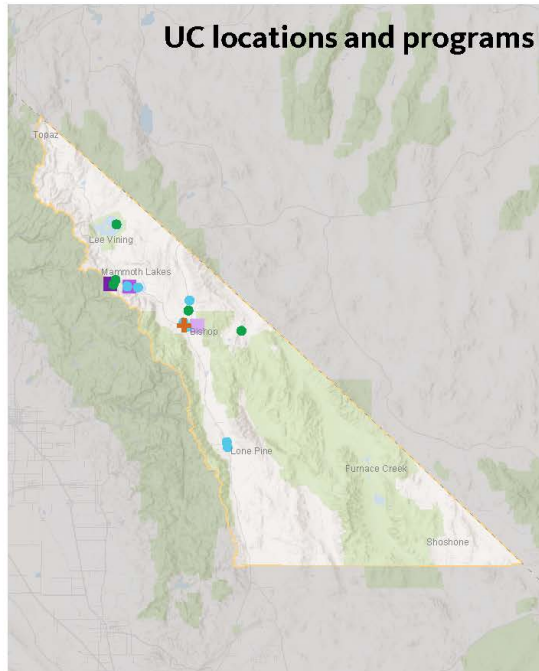 UC locations and programs
Topaz
Lee Vining
Mammoth Lakes
Bishop
Lone Pine
Furnace Creek
Shoshone